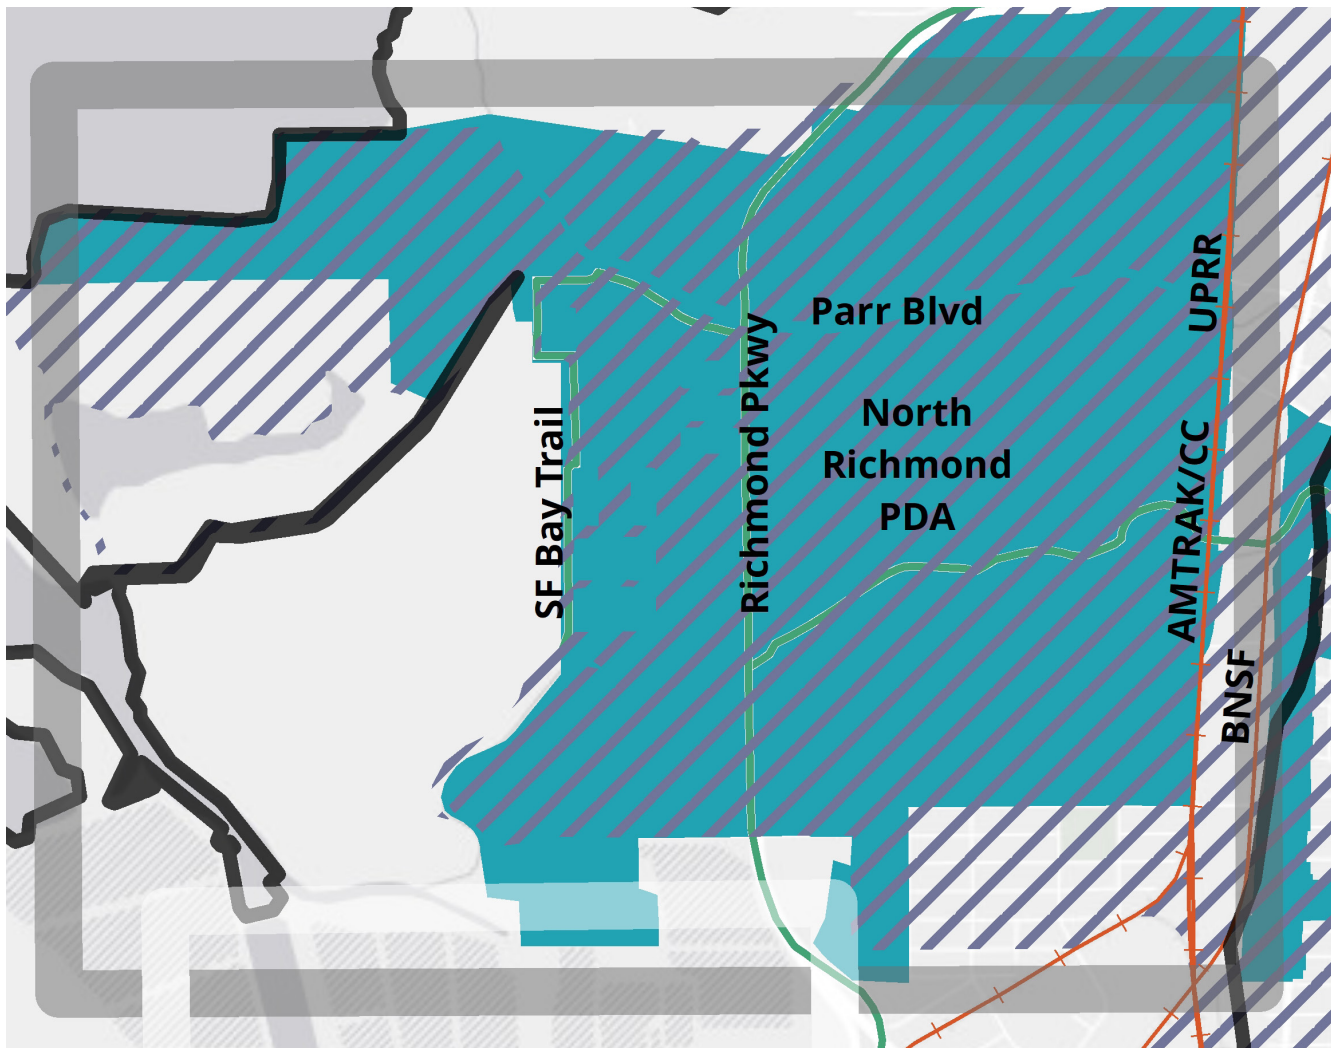 UPRR
Parr Blvd
Richmond Pkwy
North
Richmond
PDA
SF Bay Trail
AMTRAK/CC
BNSF